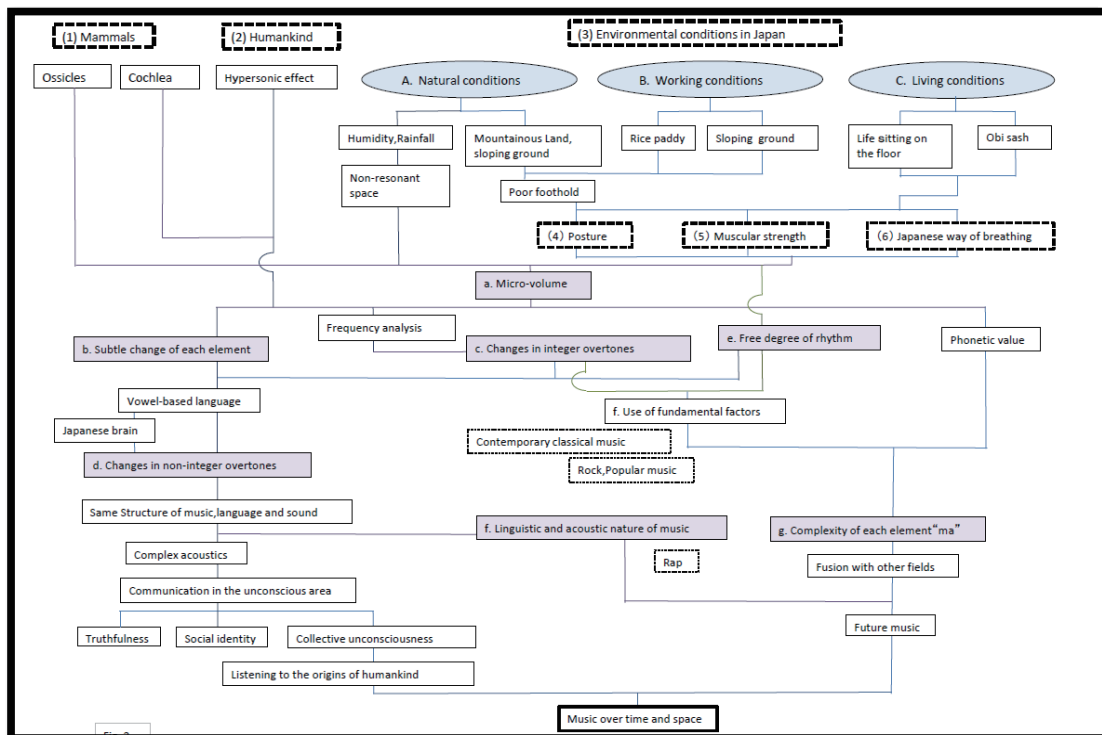 (1) Mammals
(2) Humankind
(3) Environmental conditions in Japan
Ossicles
Cochlea
Hypersonic effect
A. Natural conditions
B. Working conditions
C. Living conditions
Humidity,Rainfall
Mountainous Land,
sloping ground
Rice paddy
Sloping ground
Life sitting on
the floor
Obi sash
Non-resonant
space
Poor foothold
(4) Posture
(5) Muscular strength
(6) Japanese way of breathing
a. Micro-volume
Frequency analysis
b. Subtle change of each element
c. Changes in integer overtones
e. Free degree of rhythm
Phonetic value
Vowel-based language
f. Use of fundamental factors
Japanese brain
Contemporary classical music
d. Changes in non-integer overtones
Rock,Popular music
Same Structure of music,language and sound
f. Linguistic and acoustic nature of music
g. Complexity of each element“ma”
Complex acoustics
Rap
Fusion with other fields
Communication in the unconscious area
Truthfulness
Social identity
Collective unconsciousness
Future music
Listening to the origins of humankind
Music over time and space